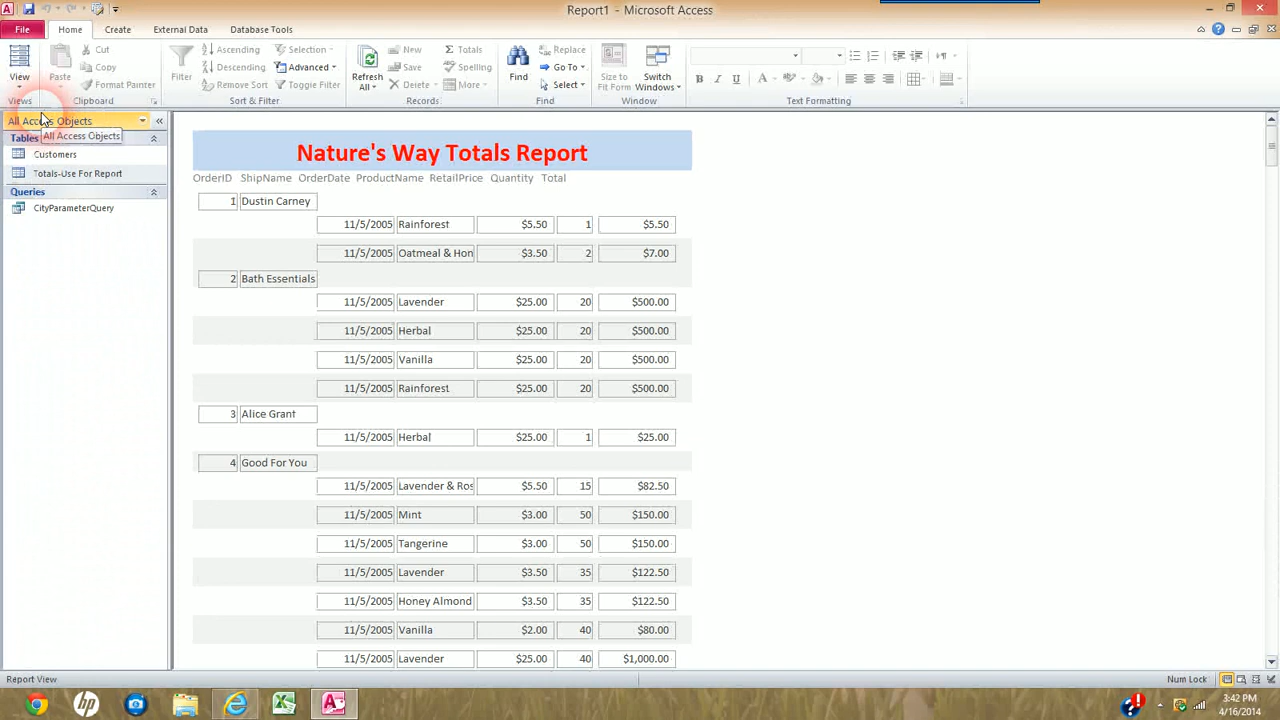 Report1 - Microsoft Access
File Home Create External Data Database Tools
View
Views
Paste
Cut
Copy
Format Painter
Clipboard
Filter
Ascending
Descending
Remove Sort
Selection
Advanced
Toggle Filter
Sort & Filter
Refresh All
New
Save
Delete
Totals
Spelling
More
Records
Find
Replace
Go To
Select
Find
Size to Fit Form
Switch Windows
Window
B I U A
Text Formatting
All Access Objects
All Access Objects
Tables
Customers
Totals-Use For Report
Queries
CityParameterQuery
Nature's Way Totals Report
OrderID ShipName OrderDate ProductName RetailPrice Quantity Total
1 Dustin Carney
11/5/2005 Rainforest $5.50 1 $5.50
11/5/2005 Oatmeal & Hon $3.50 2 $7.00
2 Bath Essentials
11/5/2005 Lavender $25.00 20 $500.00
11/5/2005 Herbal $25.00 20 $500.00
11/5/2005 Vanilla $25.00 20 $500.00
11/5/2005 Rainforest $25.00 20 $500.00
3 Alice Grant
11/5/2005 Herbal $25.00 1 $25.00
4 Good For You
11/5/2005 Lavender & Ros $5.50 15 $82.50
11/5/2005 Mint $3.00 50 $150.00
11/5/2005 Tangerine $3.00 50 $150.00
11/5/2005 Lavender $3.50 35 $122.50
11/5/2005 Honey Almond $3.50 35 $122.50
11/5/2005 Vanilla $2.00 40 $80.00
11/5/2005 Lavender $25.00 40 $1,000.00
Report View
Num Lock
hp
3:42 PM
4/16/2014